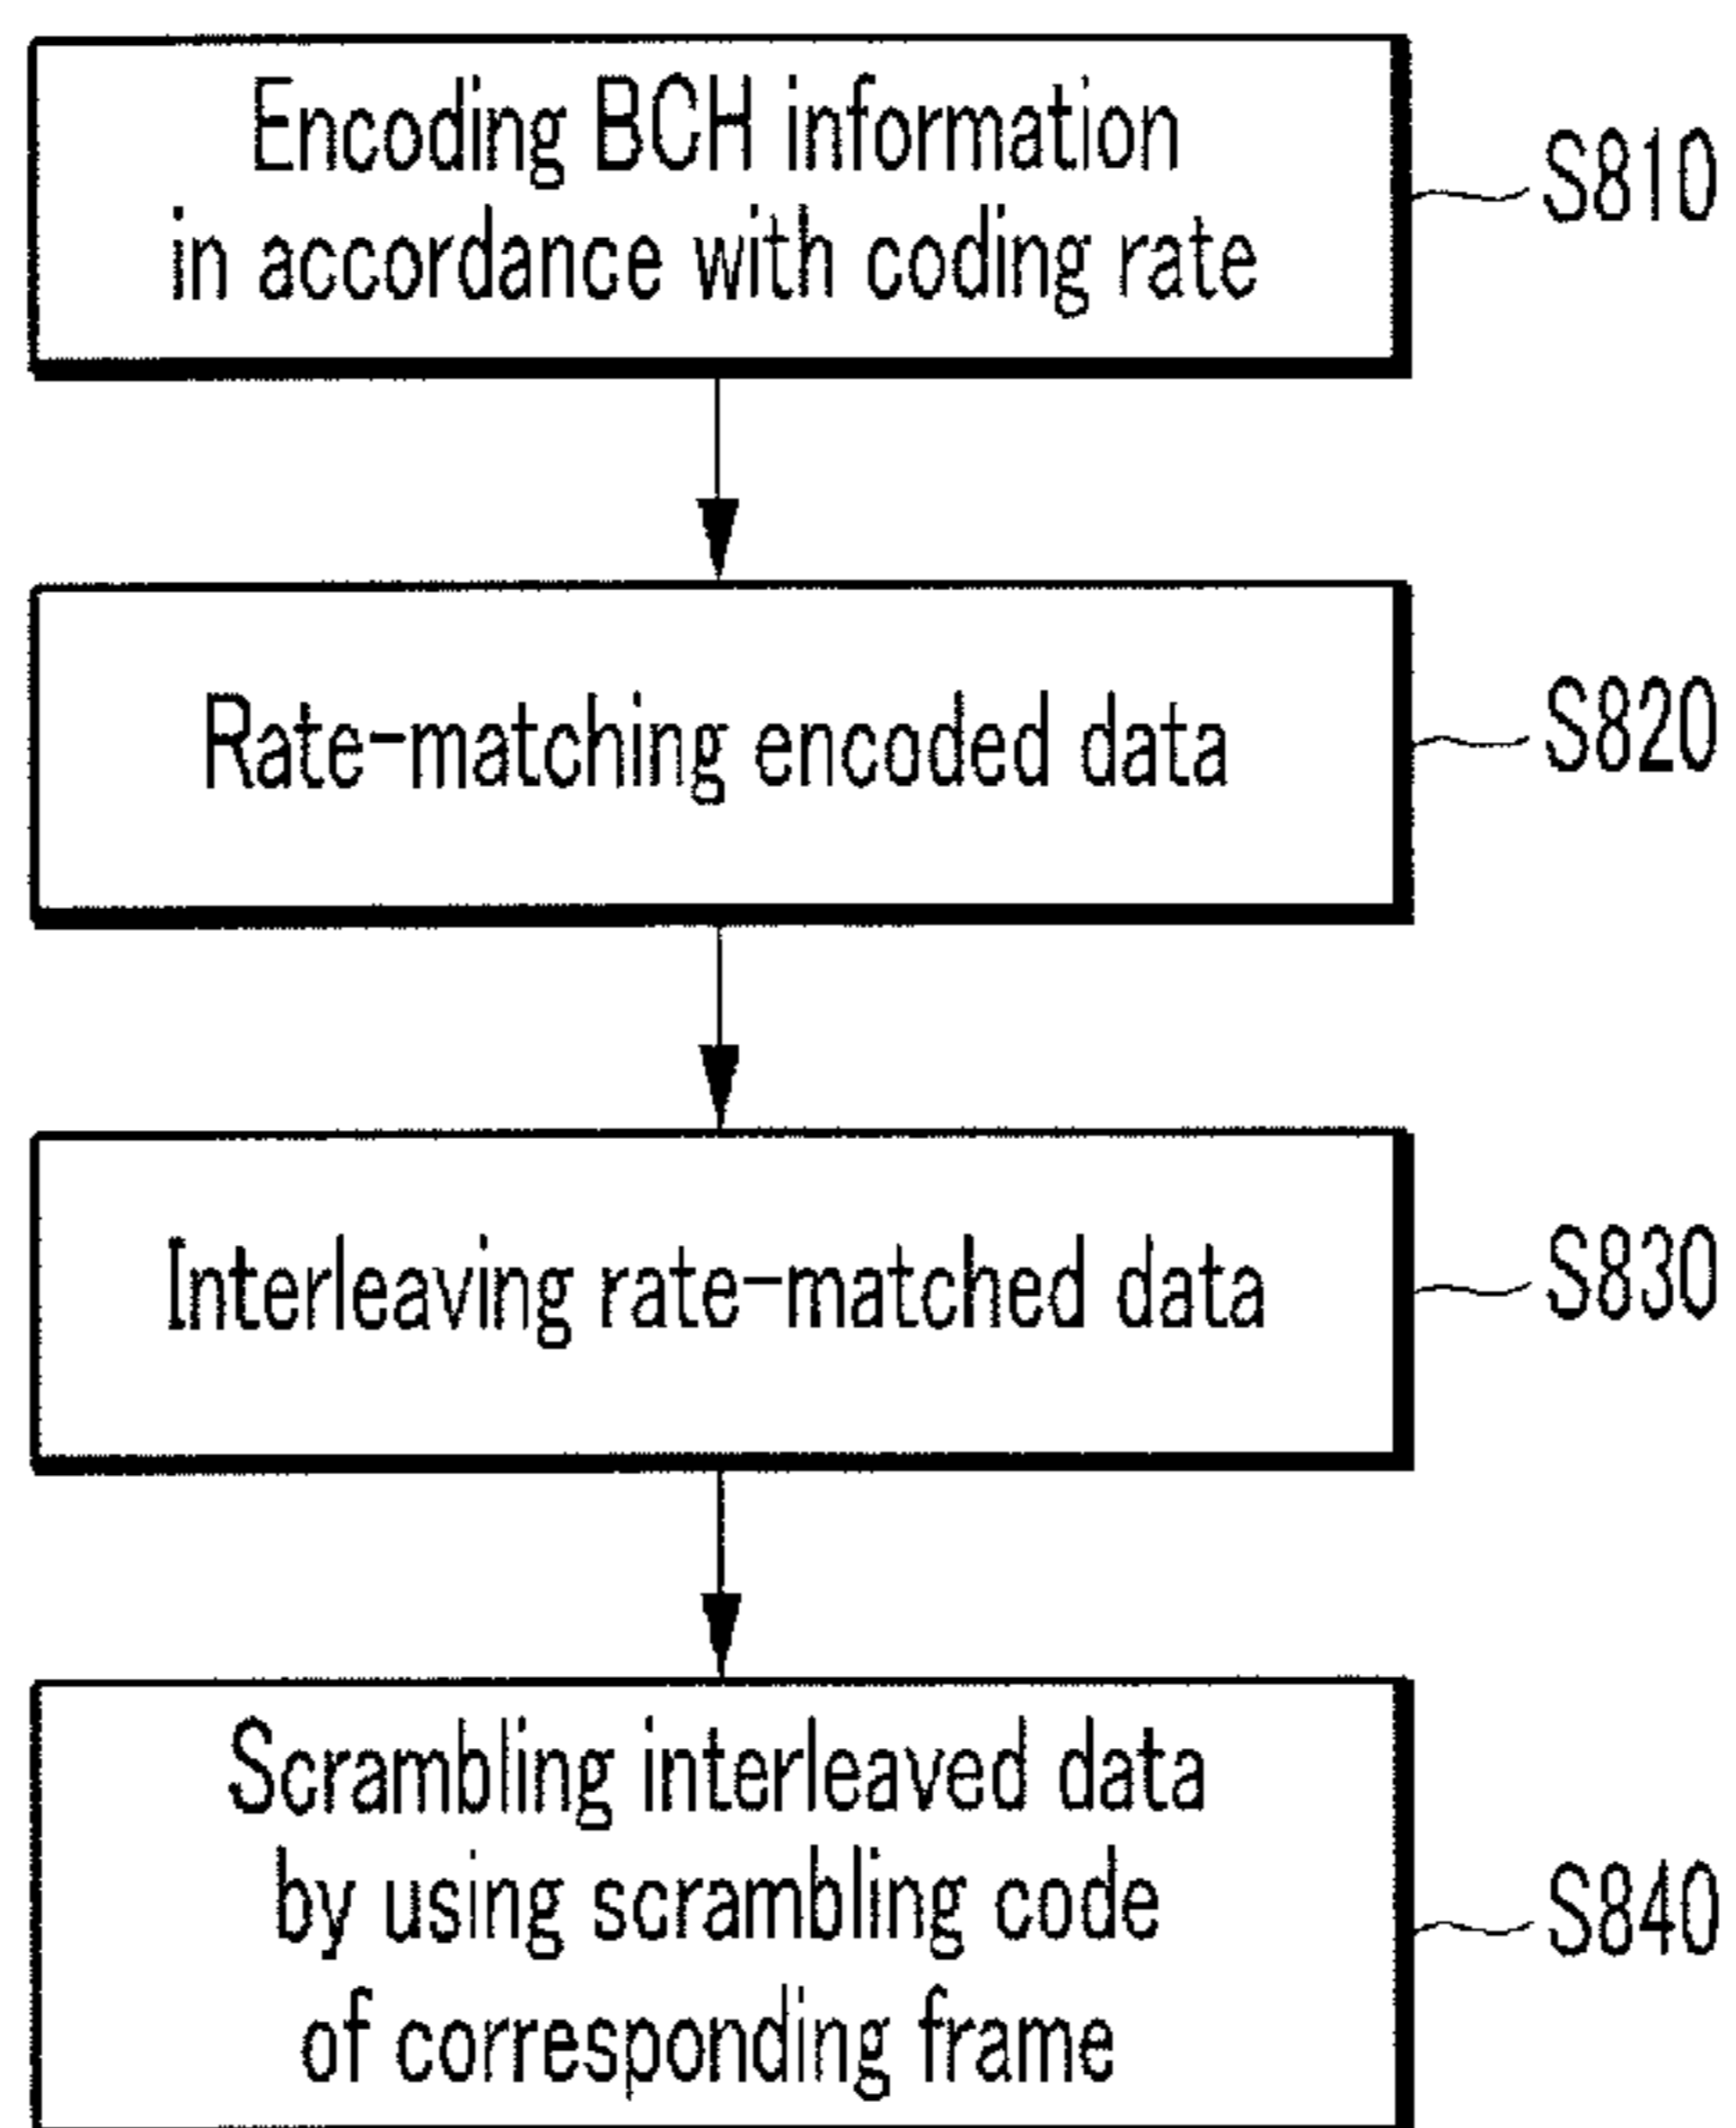 Encoding BCH information
in accordance with coding rate
S810
Rate-matching encoded data
S820
Interleaving rate-matched data
S830
Scrambling interleaved data
by using scrambling code
of corresponding frame
S840